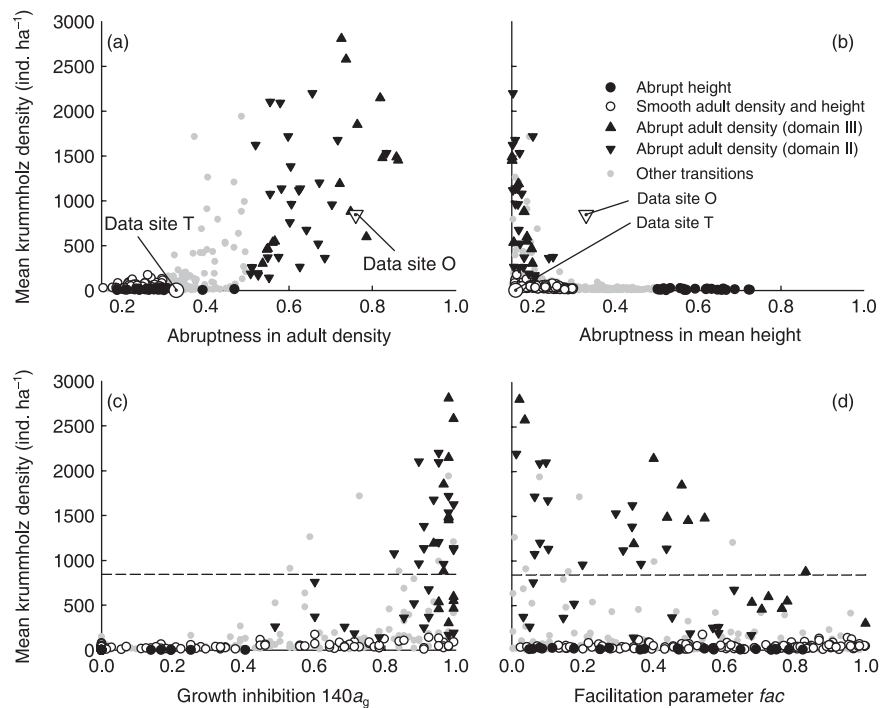 (a)
Mean krummholz density (ind. ha⁻¹)
3000
2500
2000
1500
1000
500
0
Data site T
Data site O
0.2 0.4 0.6 0.8 1.0
Abruptness in adult density
(b)
Abrupt height
Smooth adult density and height
Abrupt adult density (domain III)
Abrupt adult density (domain II)
Other transitions
Data site O
Data site T
0.2 0.4 0.6 0.8 1.0
Abruptness in mean height
(c)
Mean krummholz density (ind. ha⁻¹)
3000
2500
2000
1500
1000
500
0
0.0 0.2 0.4 0.6 0.8 1.0
Growth inhibition 140a_g
(d)
0.0 0.2 0.4 0.6 0.8 1.0
Facilitation parameter fac